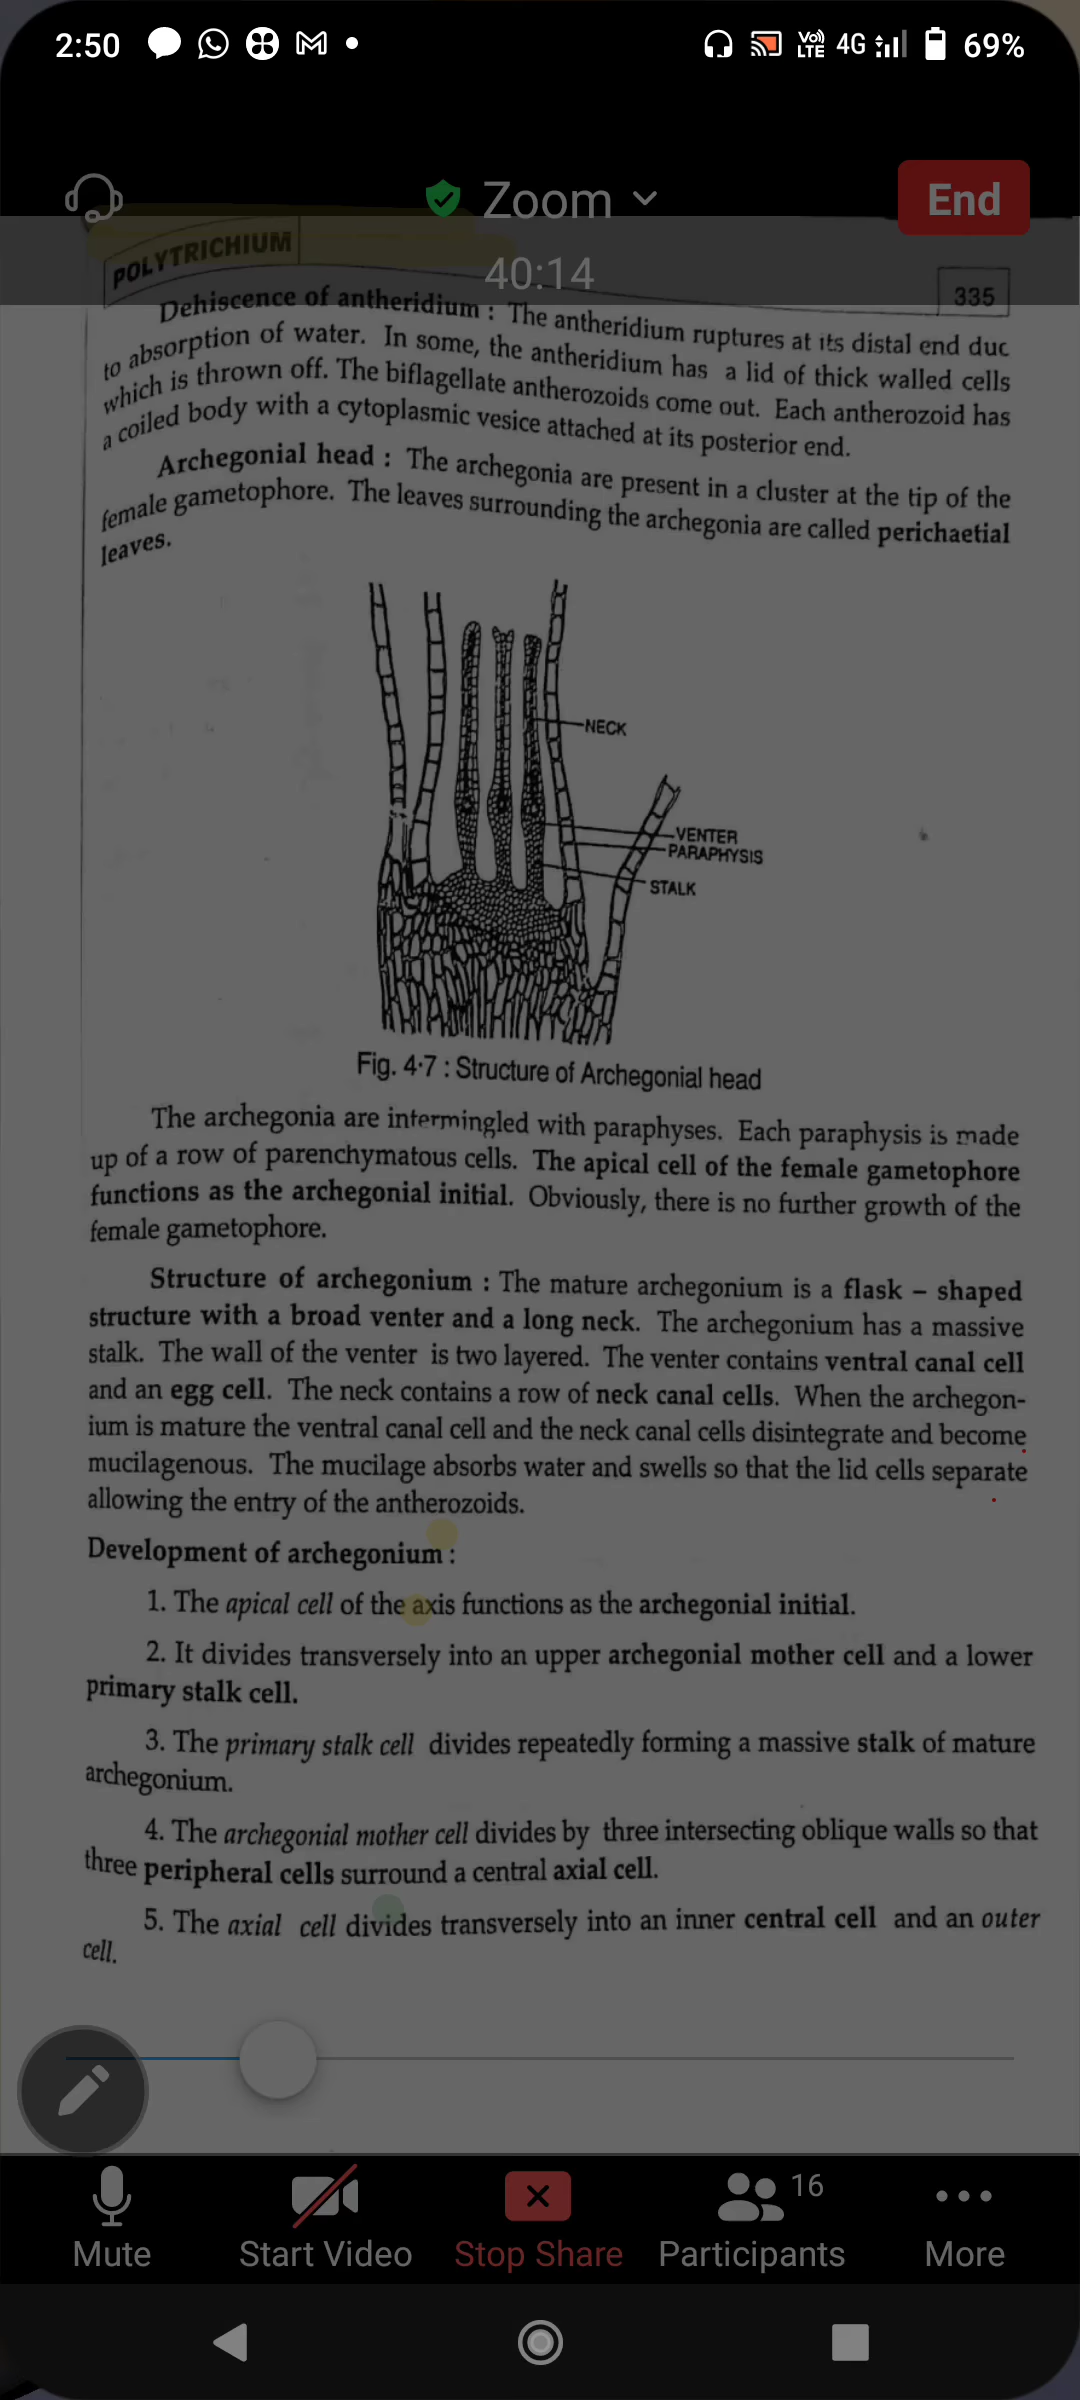 2:50
VoLTE 4G 69%
Zoom
End
40:14
POLYTRICHIUM
335
Dehiscence of antheridium : The antheridium ruptures at its distal end duc
to absorption of water. In some, the antheridium has a lid of thick walled cells
which is thrown off. The biflagellate antherozoids come out. Each antherozoid has
a coiled body with a cytoplasmic vesice attached at its posterior end.
Archegonial head : The archegonia are present in a cluster at the tip of the
female gametophore. The leaves surrounding the archegonia are called perichaetial
leaves.
NECK
VENTER
PARAPHYSIS
STALK
Fig. 4·7 : Structure of Archegonial head
The archegonia are intermingled with paraphyses. Each paraphysis is made
up of a row of parenchymatous cells. The apical cell of the female gametophore
functions as the archegonial initial. Obviously, there is no further growth of the
female gametophore.
Structure of archegonium : The mature archegonium is a flask – shaped
structure with a broad venter and a long neck. The archegonium has a massive
stalk. The wall of the venter is two layered. The venter contains ventral canal cell
and an egg cell. The neck contains a row of neck canal cells. When the archegon-
ium is mature the ventral canal cell and the neck canal cells disintegrate and become
mucilagenous. The mucilage absorbs water and swells so that the lid cells separate
allowing the entry of the antherozoids.
Development of archegonium :
1. The apical cell of the axis functions as the archegonial initial.
2. It divides transversely into an upper archegonial mother cell and a lower
primary stalk cell.
3. The primary stalk cell divides repeatedly forming a massive stalk of mature
archegonium.
4. The archegonial mother cell divides by three intersecting oblique walls so that
three peripheral cells surround a central axial cell.
5. The axial cell divides transversely into an inner central cell and an outer
cell.
16
Mute Start Video Stop Share Participants More